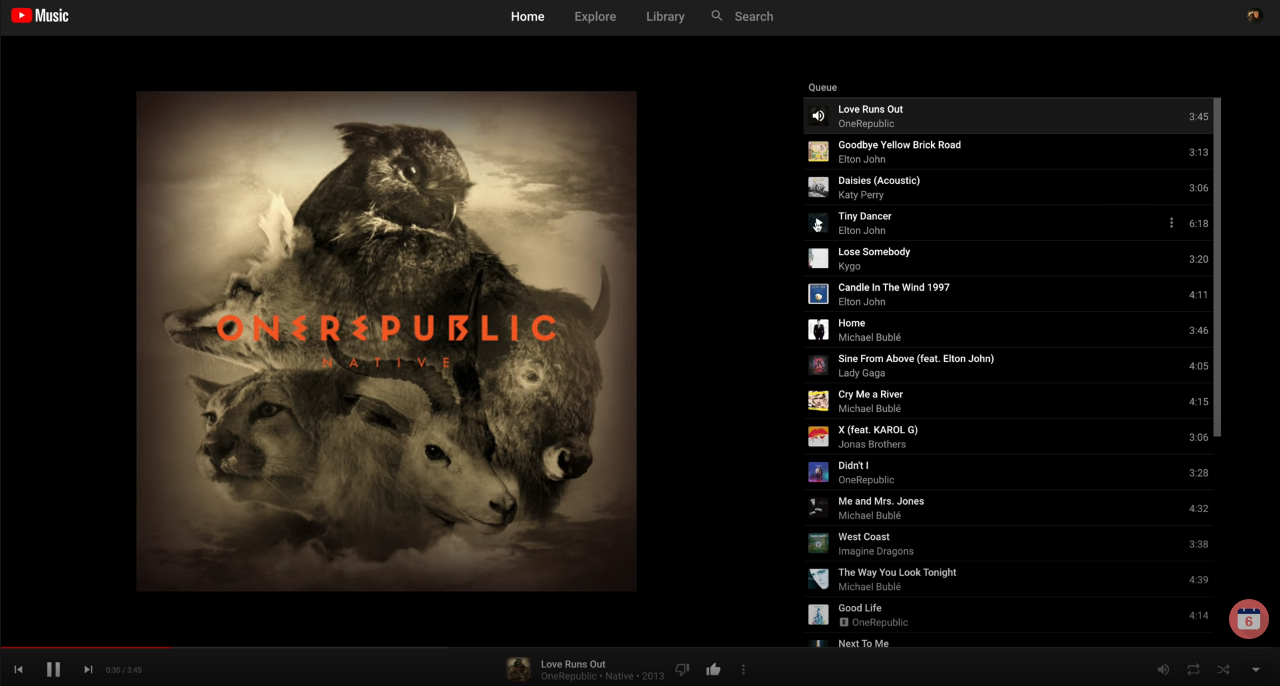 Music
Home
Explore
Library
Search
ONEREPUBLIC
NATIVE
Queue
Love Runs Out
OneRepublic
3:45
Goodbye Yellow Brick Road
Elton John
3:13
Daisies (Acoustic)
Katy Perry
3:06
Tiny Dancer
Elton John
6:18
Lose Somebody
Kygo
3:20
Candle In The Wind 1997
Elton John
4:11
Home
Michael Bublé
3:46
Sine From Above (feat. Elton John)
Lady Gaga
4:05
Cry Me a River
Michael Bublé
4:15
X (feat. KAROL G)
Jonas Brothers
3:06
Didn't I
OneRepublic
3:28
Me and Mrs. Jones
Michael Bublé
4:32
West Coast
Imagine Dragons
3:38
The Way You Look Tonight
Michael Bublé
4:39
Good Life
E OneRepublic
4:14
Next To Me
6
0:30 / 3:45
Love Runs Out
OneRepublic • Native • 2013